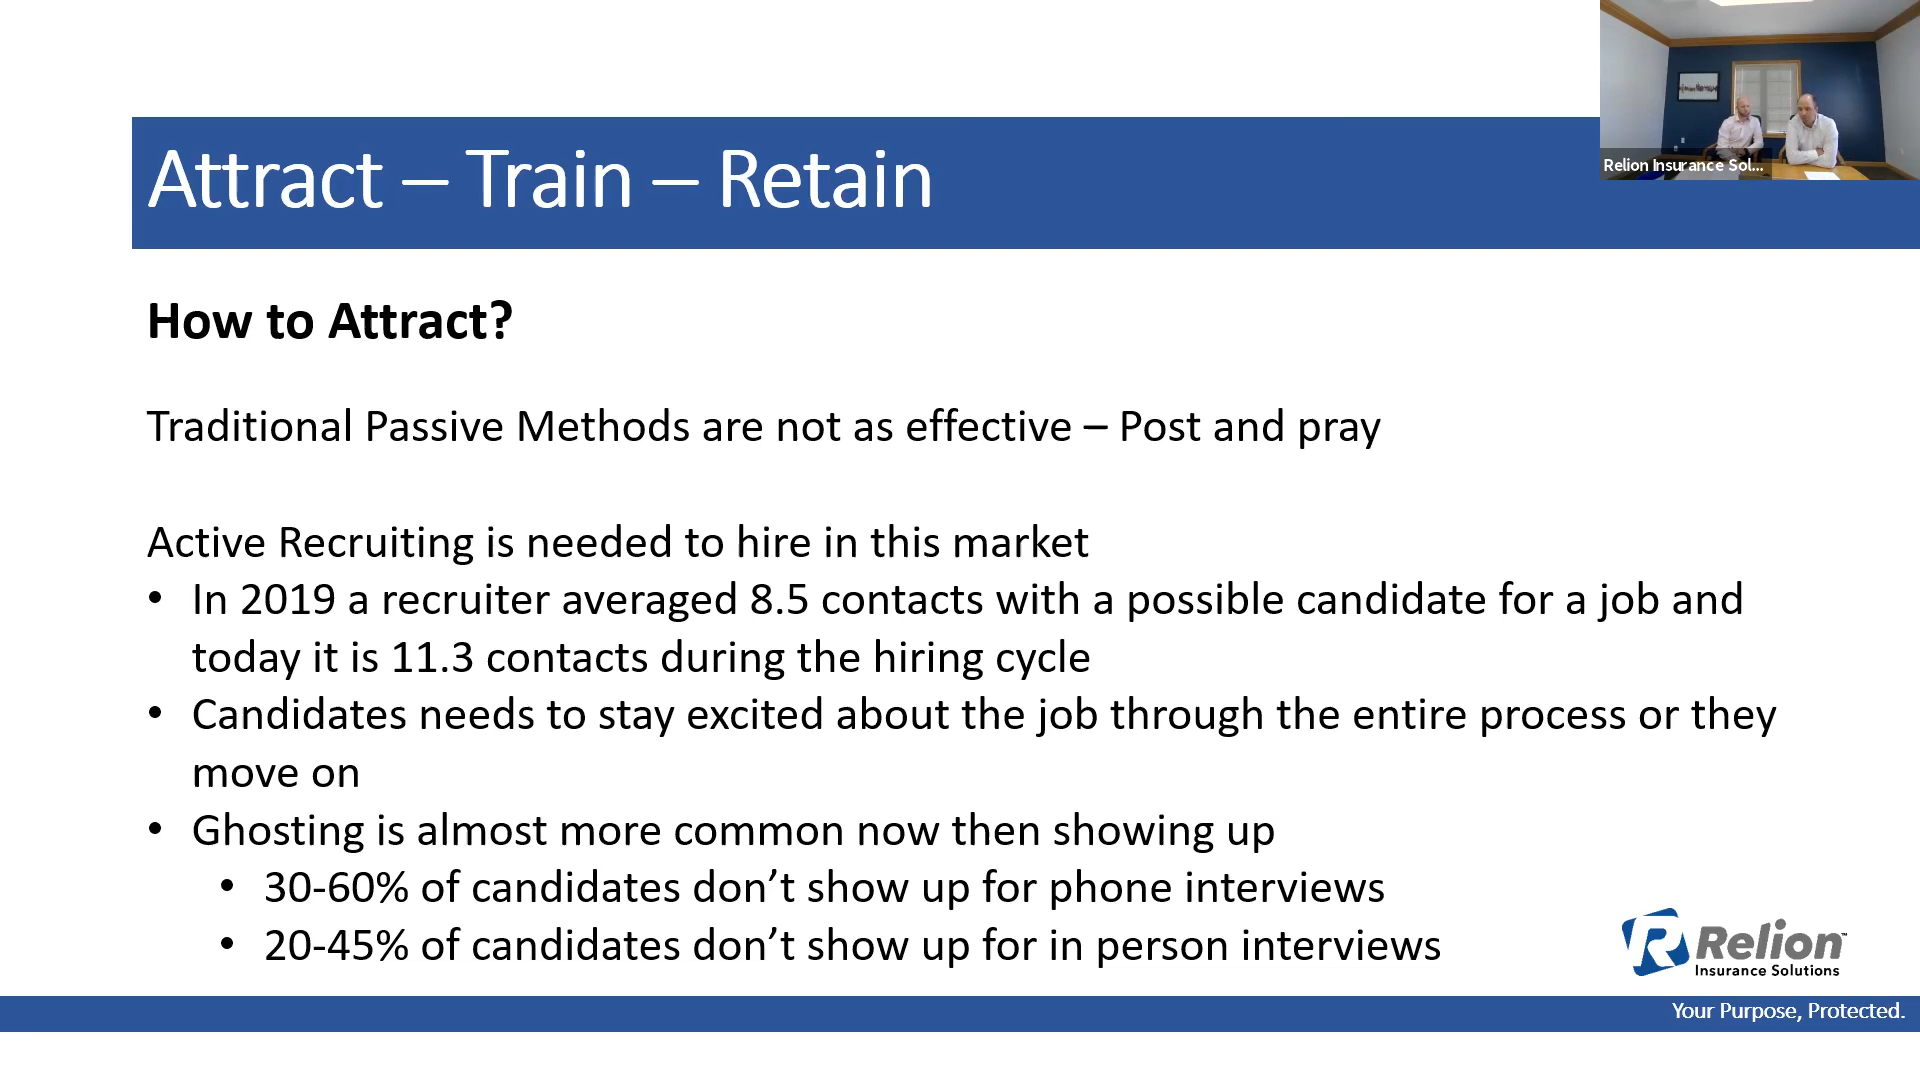 Relion Insurance Sol...
Attract – Train – Retain
How to Attract?
Traditional Passive Methods are not as effective – Post and pray
Active Recruiting is needed to hire in this market
• In 2019 a recruiter averaged 8.5 contacts with a possible candidate for a job and
today it is 11.3 contacts during the hiring cycle
• Candidates needs to stay excited about the job through the entire process or they
move on
• Ghosting is almost more common now then showing up
• 30-60% of candidates don’t show up for phone interviews
• 20-45% of candidates don’t show up for in person interviews
Relion™
Insurance Solutions
Your Purpose, Protected.